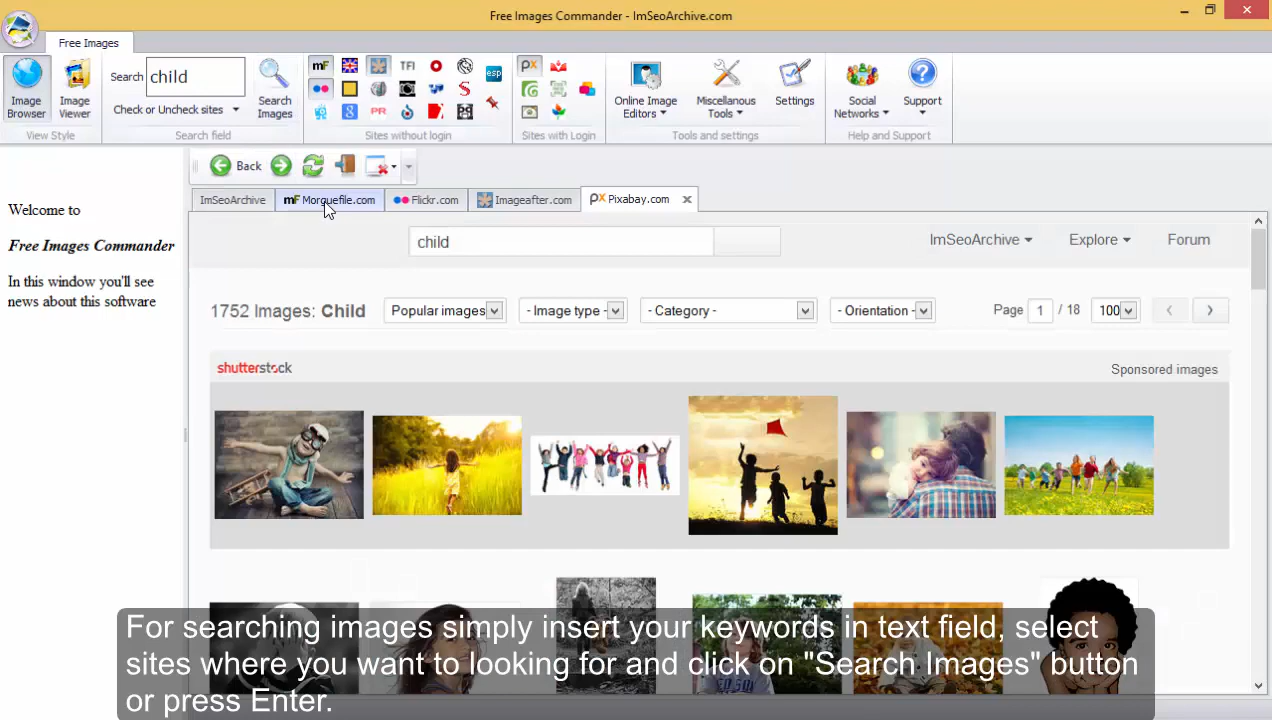 Free Images Commander - ImSeoArchive.com
Free Images
Image Browser
Image Viewer
View Style
Search
child
Check or Uncheck sites
Search Images
Search field
mF
TFI
esp
PR
Sites without login
px
Sites with Login
Online Image Editors
Miscellanous Tools
Settings
Tools and settings
Social Networks
Support
Help and Support
Back
ImSeoArchive
mF Morguefile.com
Flickr.com
Imageafter.com
px Pixabay.com
Welcome to
Free Images Commander
In this window you'll see
news about this software
child
ImSeoArchive
Explore
Forum
1752 Images: Child
Popular images
- Image type -
- Category -
- Orientation -
Page 1 / 18
100
shutterstock
Sponsored images
For searching images simply insert your keywords in text field, select
sites where you want to looking for and click on "Search Images" button
or press Enter.